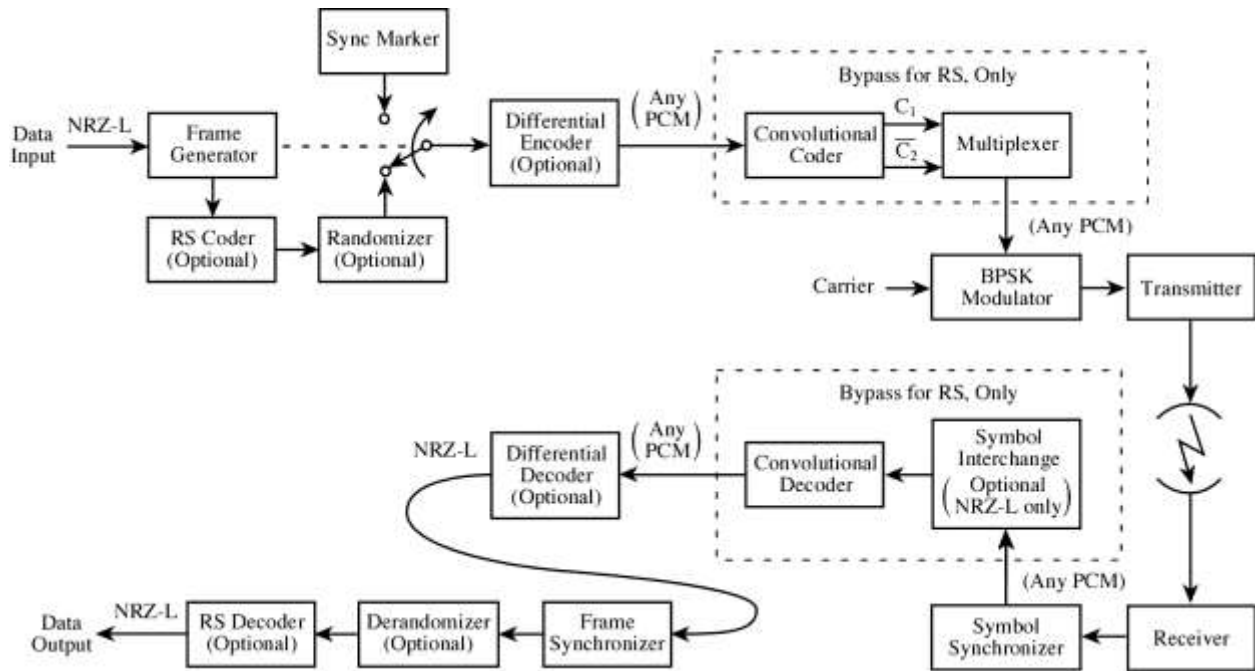 Sync Marker
Data
Input
NRZ-L
Frame
Generator
RS Coder
(Optional)
Randomizer
(Optional)
Differential
Encoder
(Optional)
(Any
PCM)
Bypass for RS, Only
Convolutional
Coder
C₁
C̅₂
Multiplexer
(Any PCM)
Carrier
BPSK
Modulator
Transmitter
Bypass for RS, Only
Symbol
Interchange
(Optional
NRZ-L only)
Convolutional
Decoder
(Any
PCM)
Differential
Decoder
(Optional)
NRZ-L
(Any PCM)
Receiver
Symbol
Synchronizer
Frame
Synchronizer
Derandomizer
(Optional)
RS Decoder
(Optional)
NRZ-L
Data
Output